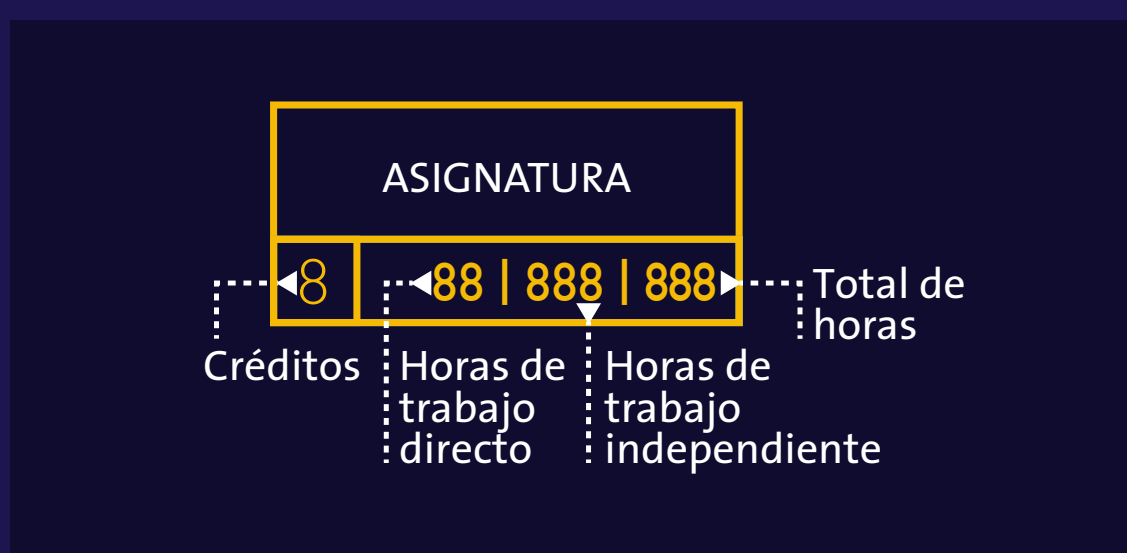 ASIGNATURA
8 88 | 888 | 888
Créditos
Horas de
trabajo
directo
Horas de
trabajo
independiente
Total de
horas